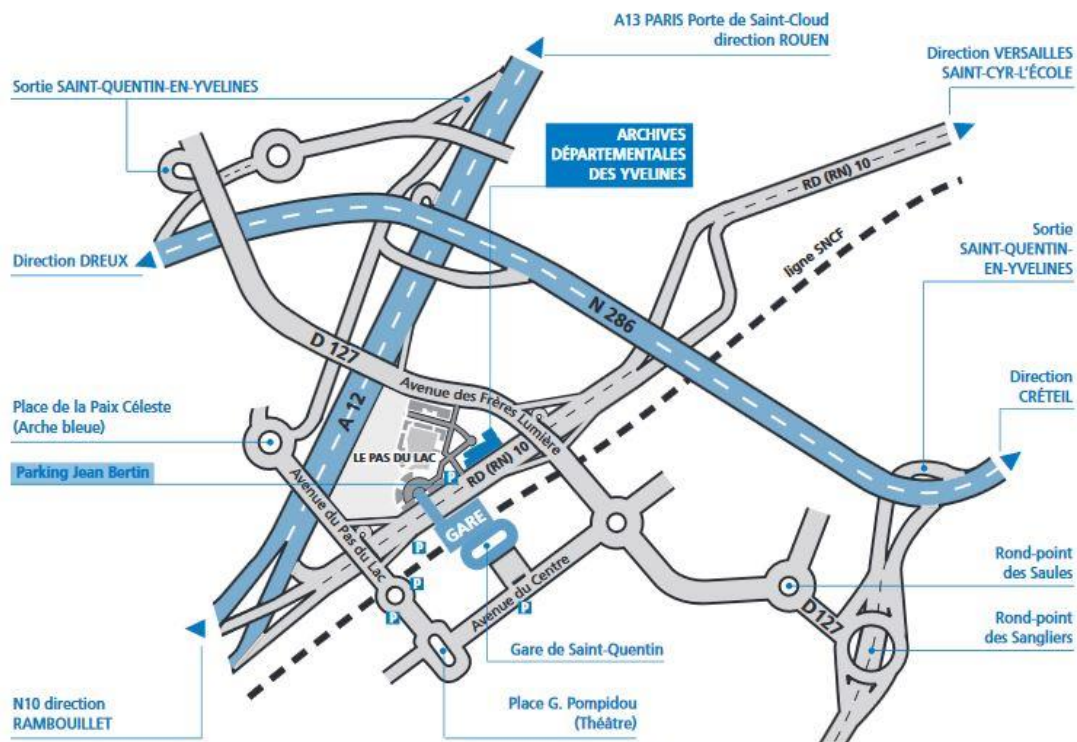 A13 PARIS Porte de Saint-Cloud
direction ROUEN
Direction VERSAILLES
SAINT-CYR-L'ÉCOLE
Sortie SAINT-QUENTIN-EN-YVELINES
ARCHIVES
DÉPARTEMENTALES
DES YVELINES
RD (RN) 10
ligne SNCF
Sortie
SAINT-QUENTIN-
EN-YVELINES
Direction DREUX
N 286
D 127
A 12
Avenue des Frères Lumière
Direction
CRÉTEIL
Place de la Paix Céleste
(Arche bleue)
LE PAS DU LAC
RD (RN) 10
Parking Jean Bertin
P
GARE
Avenue du Pas du Lac
P
P
P
Avenue du Centre
P
Rond-point
des Saules
D 127
Rond-point
des Sangliers
Gare de Saint-Quentin
N10 direction
RAMBOUILLET
Place G. Pompidou
(Théâtre)